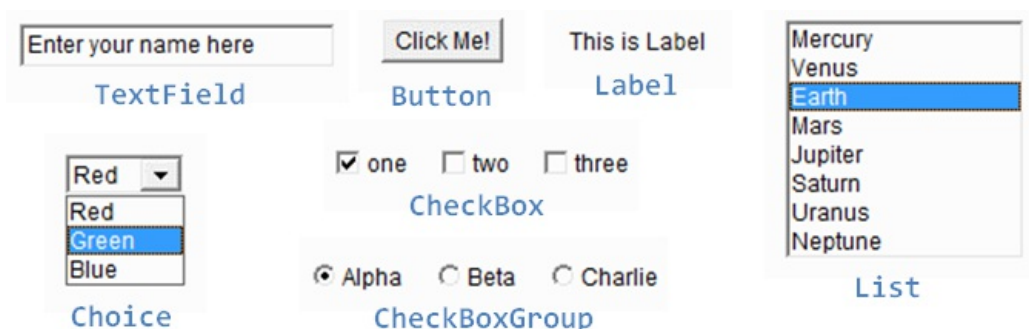 Enter your name here
TextField
Click Me!
Button
This is Label
Label
Mercury
Venus
Earth
Mars
Jupiter
Saturn
Uranus
Neptune
List
Red
Red
Green
Blue
Choice
one two three
CheckBox
Alpha Beta Charlie
CheckBoxGroup